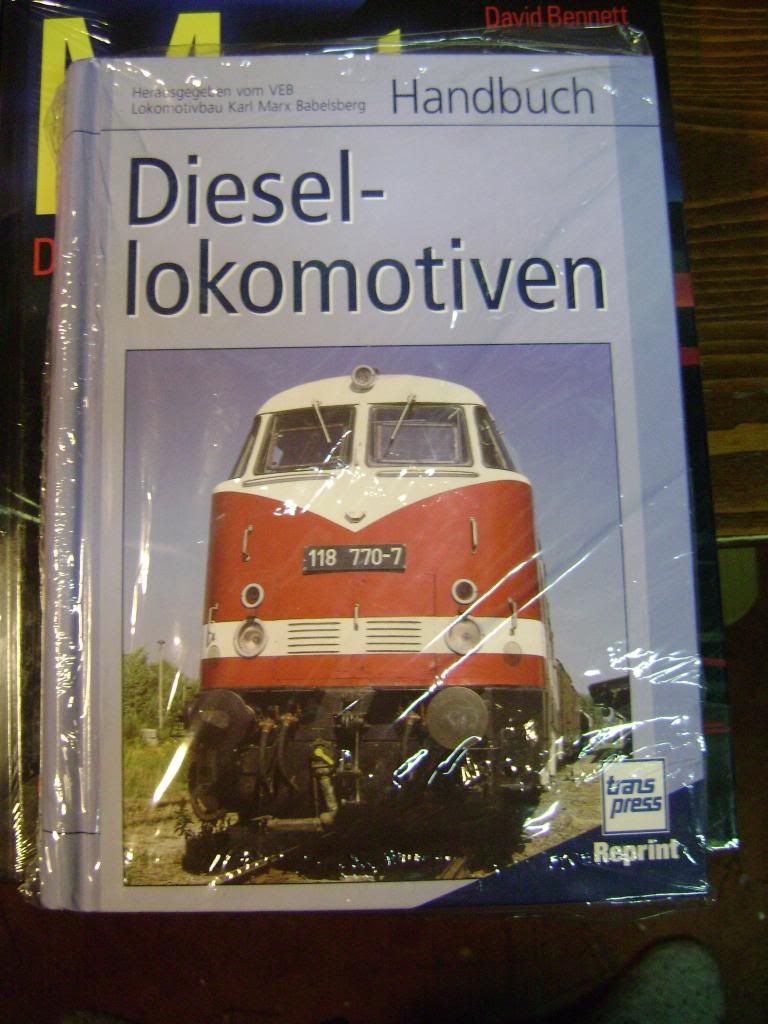 David Bennett
Herausgegeben vom VEB
Lokomotivbau Karl Marx Babelsberg
Handbuch
Diesel-
lokomotiven
118 770-7
trans
press
Reprint